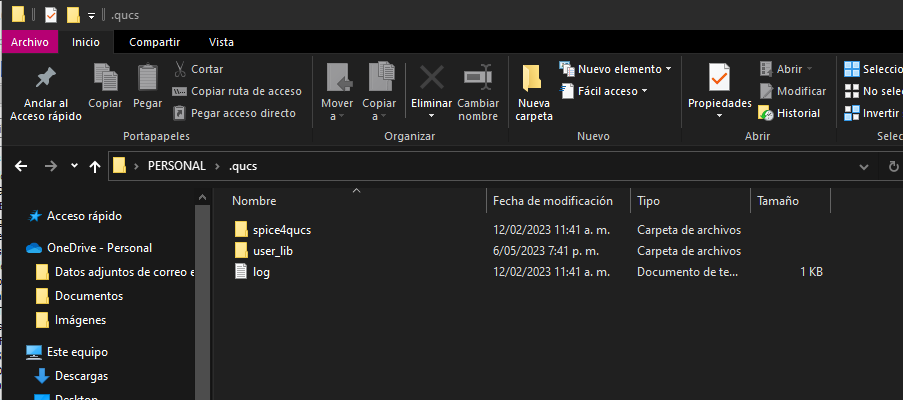 .qucs
Archivo Inicio Compartir Vista
Anclar al Acceso rápido
Copiar
Pegar
Cortar
Copiar ruta de acceso
Pegar acceso directo
Portapapeles
Mover a
Copiar a
Eliminar
Cambiar nombre
Organizar
Nueva carpeta
Nuevo elemento
Fácil acceso
Nuevo
Propiedades
Abrir
Modificar
Historial
Abrir
Seleccio
No selec
Invertir
Selec
PERSONAL > .qucs
Nombre Fecha de modificación Tipo Tamaño
spice4qucs 12/02/2023 11:41 a. m. Carpeta de archivos
user_lib 6/05/2023 7:41 p. m. Carpeta de archivos
log 12/02/2023 11:41 a. m. Documento de te... 1 KB
Acceso rápido
OneDrive - Personal
Datos adjuntos de correo e
Documentos
Imágenes
Este equipo
Descargas
Desktop